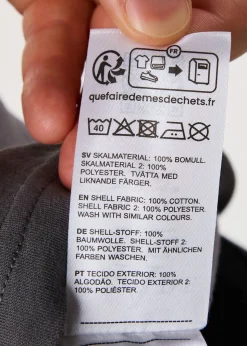 FR
quefairedemesdechets.fr
40
SV SKALMATERIAL: 100% BOMULL.
SKALMATERIAL 2: 100%
POLYESTER. TVÄTTA MED
LIKNANDE FÄRGER.
EN SHELL FABRIC: 100% COTTON.
SHELL FABRIC 2: 100% POLYESTER.
WASH WITH SIMILAR COLOURS.
DE SHELL-STOFF: 100%
BAUMWOLLE. SHELL-STOFF 2:
100% POLYESTER. MIT ÄHNLICHEN
FARBEN WASCHEN.
PT TECIDO EXTERIOR: 100%
ALGODÃO. TECIDO EXTERIOR 2:
100% POLIÉSTER.